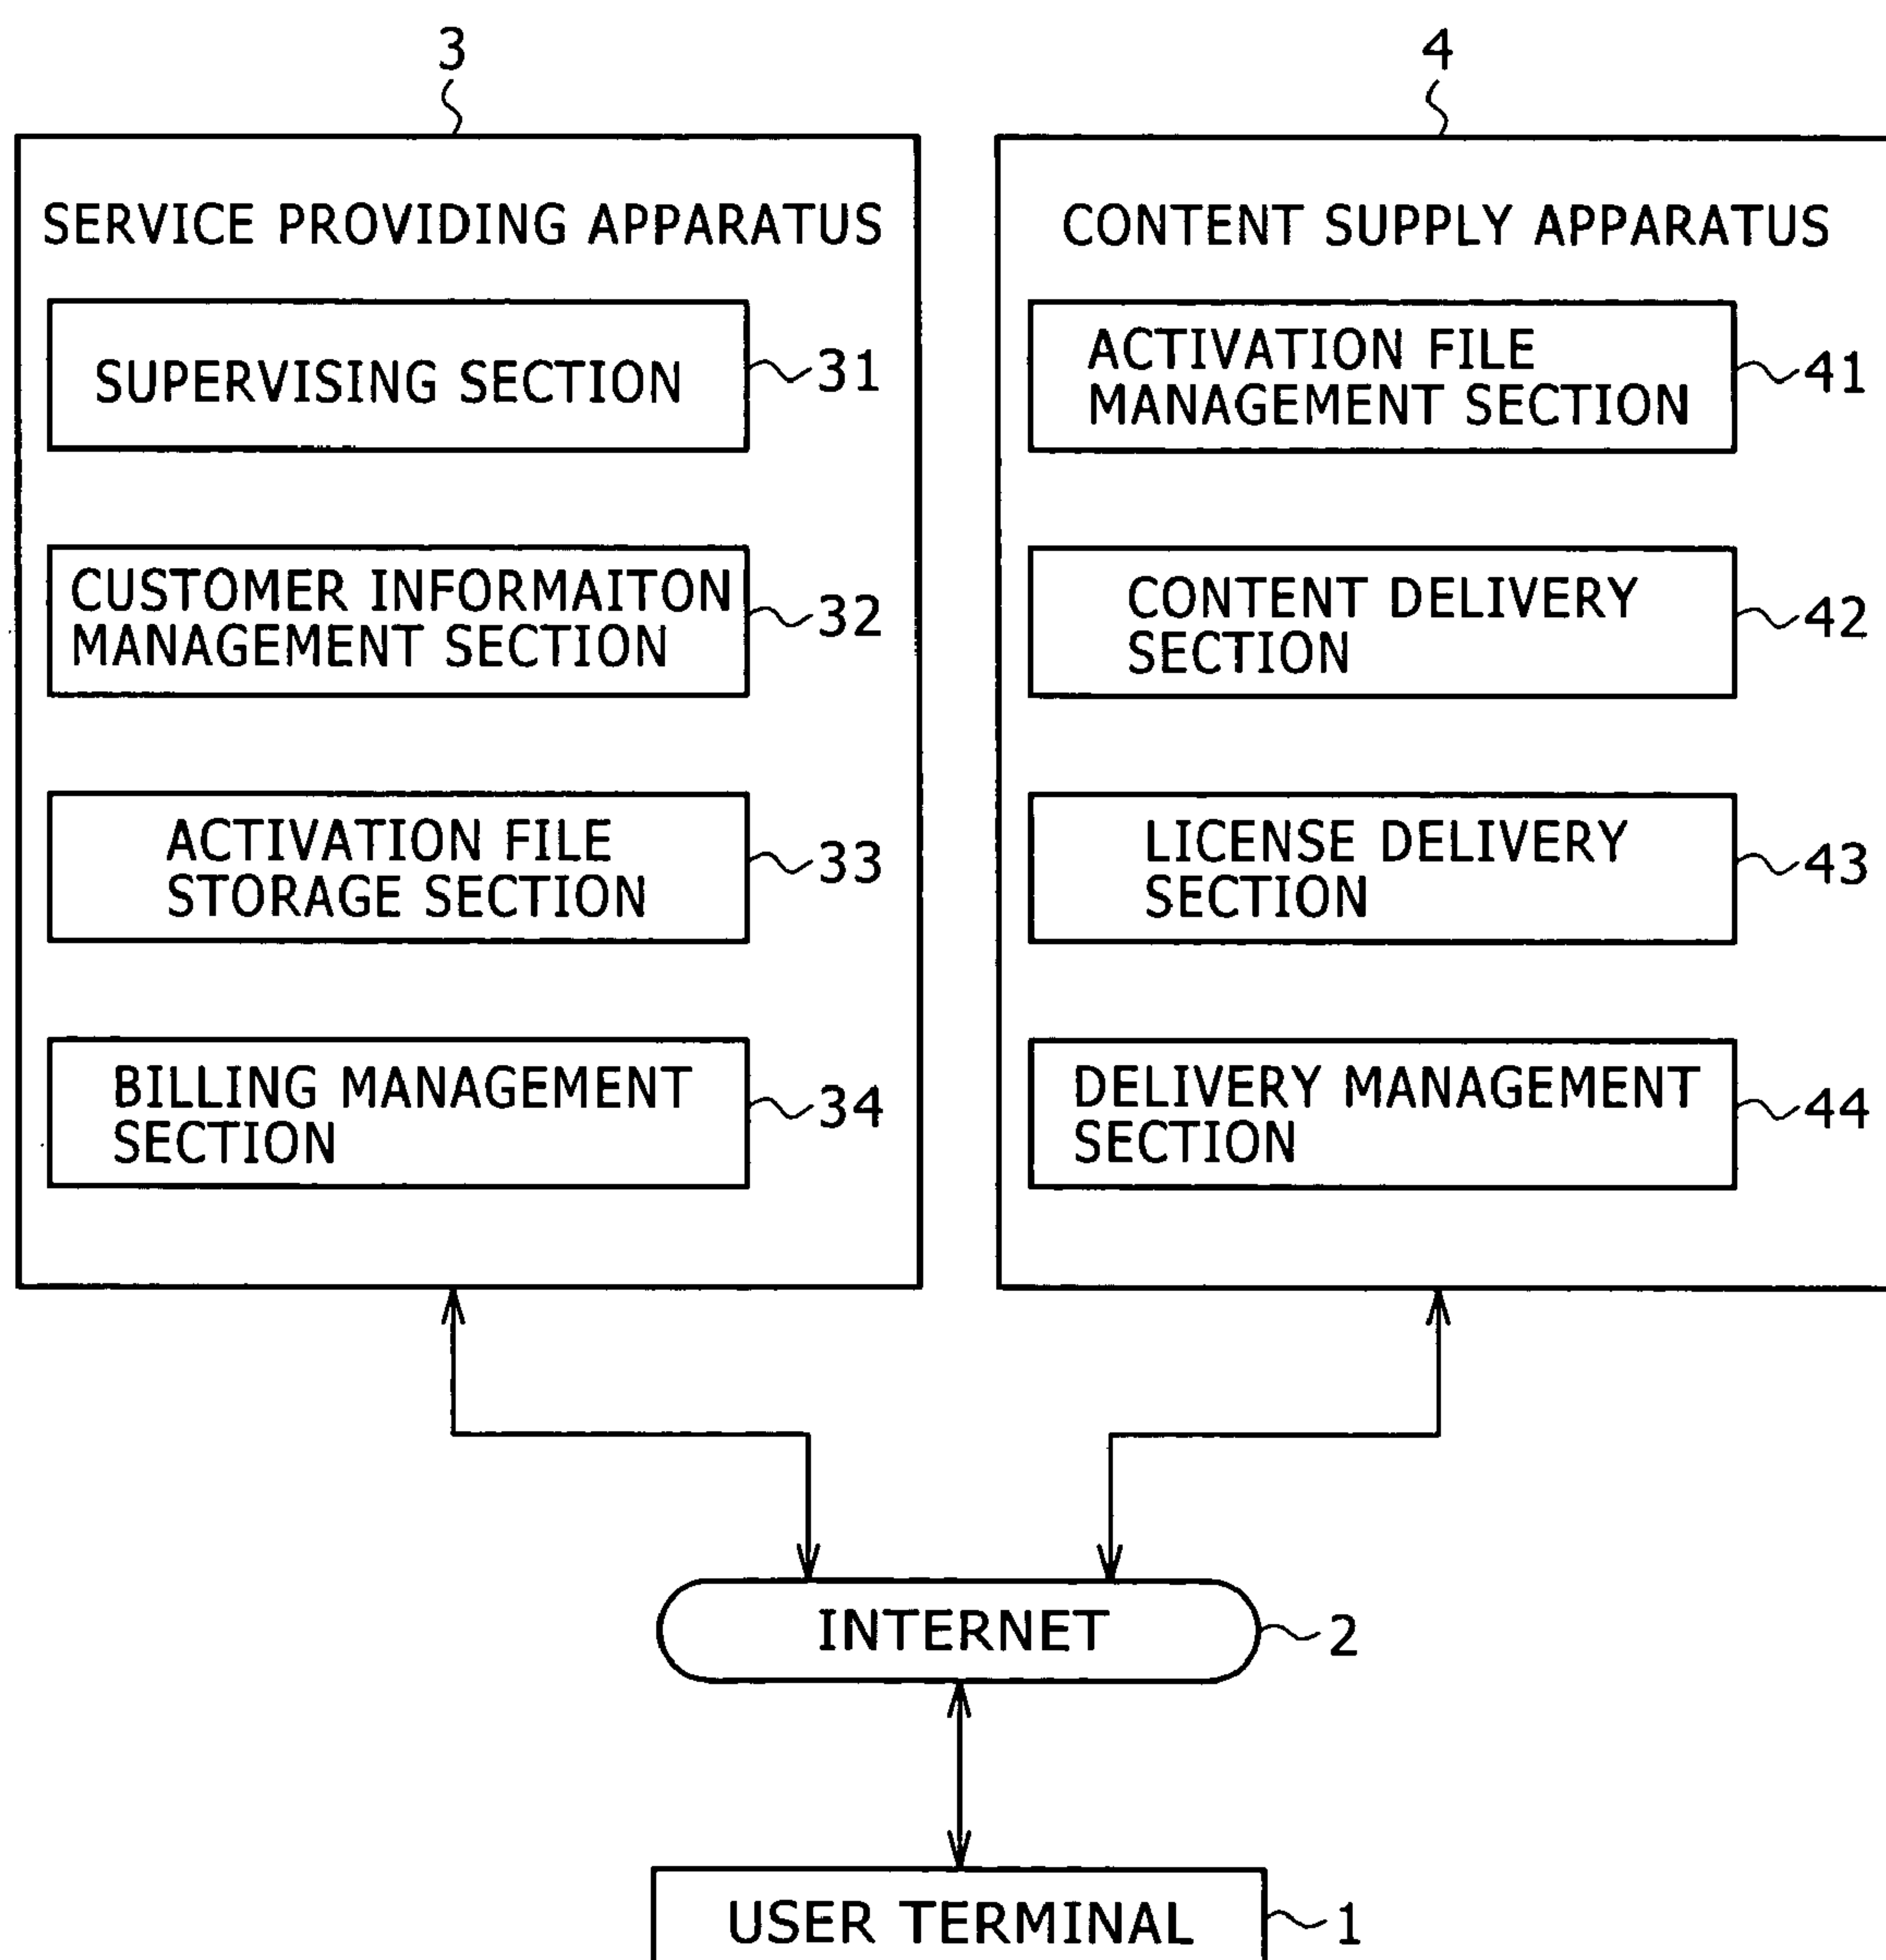 3
SERVICE PROVIDING APPARATUS
SUPERVISING SECTION
31
CUSTOMER INFORMAITON
MANAGEMENT SECTION
32
ACTIVATION FILE
STORAGE SECTION
33
BILLING MANAGEMENT
SECTION
34
4
CONTENT SUPPLY APPARATUS
ACTIVATION FILE
MANAGEMENT SECTION
41
CONTENT DELIVERY
SECTION
42
LICENSE DELIVERY
SECTION
43
DELIVERY MANAGEMENT
SECTION
44
INTERNET
2
USER TERMINAL
1